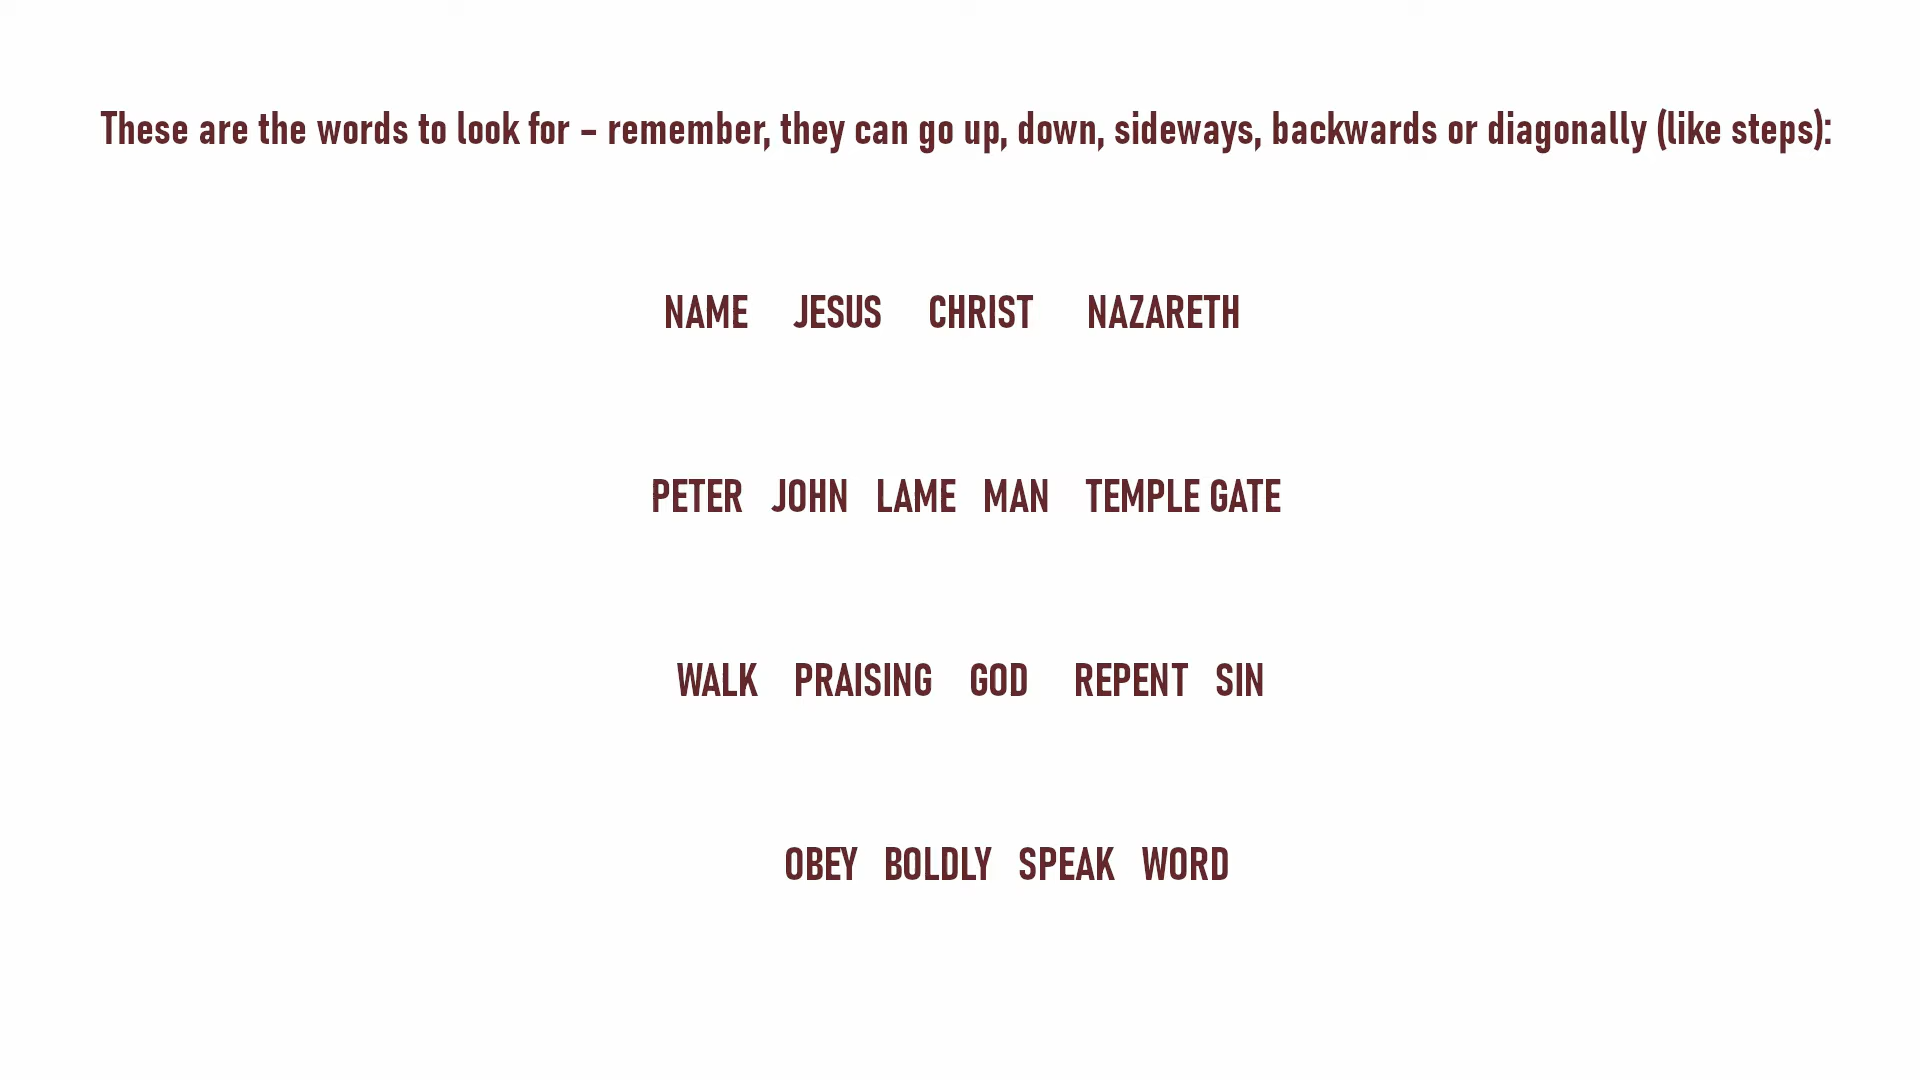 These are the words to look for – remember, they can go up, down, sideways, backwards or diagonally (like steps):
NAME JESUS CHRIST NAZARETH
PETER JOHN LAME MAN TEMPLE GATE
WALK PRAISING GOD REPENT SIN
OBEY BOLDLY SPEAK WORD